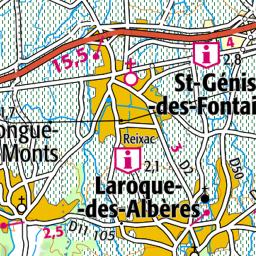 15.5
4
2,8
St-Génis
-des-Fontai
1,7
ongue-
Monts
Reixac
2,1
3
D2
D50
Laroque-
-des-Albères
2,5
D11
105